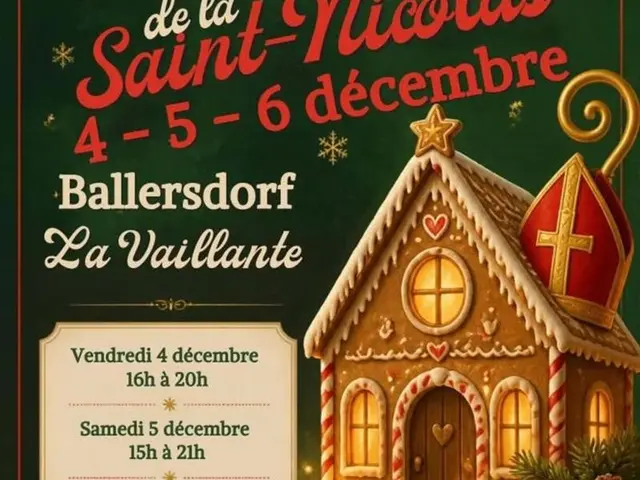 de la
Saint-Nicolas
4 - 5 - 6 décembre
Ballersdorf
La Vaillante
Vendredi 4 décembre
16h à 20h
Samedi 5 décembre
15h à 21h